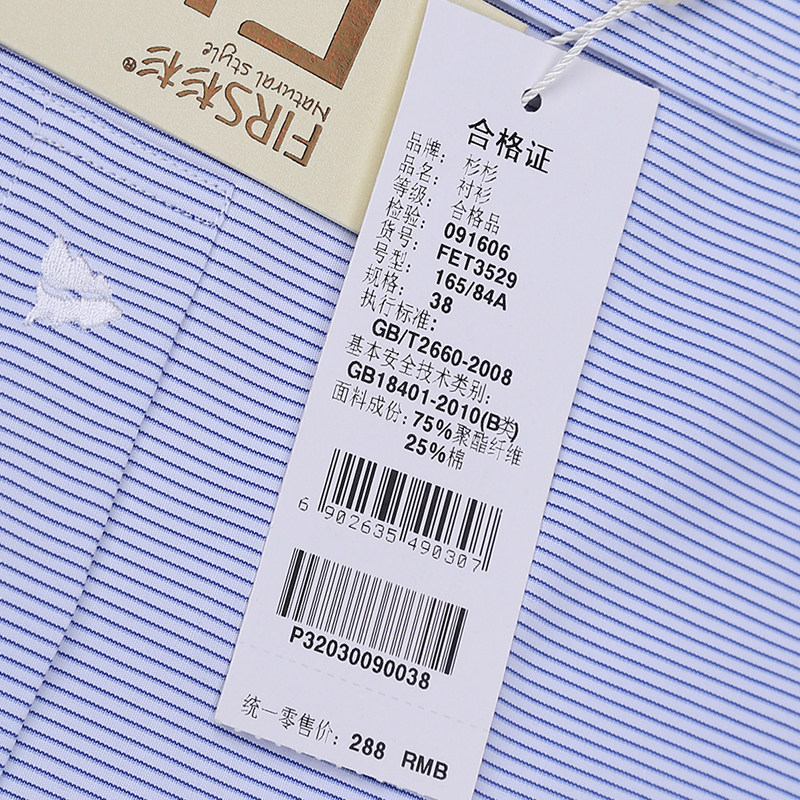 FIRS杉杉®
Natural style
合格证
品牌: 杉杉
品名: 衬衫
等级: 合格品
检验: 091606
货号: FET3529
号型: 165/84A
规格: 38
执行标准:
GB/T2660-2008
基本安全技术类别:
GB18401-2010(B类)
面料成份: 75%聚酯纤维
25%棉
6 902635 490307
P32030090038
统一零售价: 288 RMB